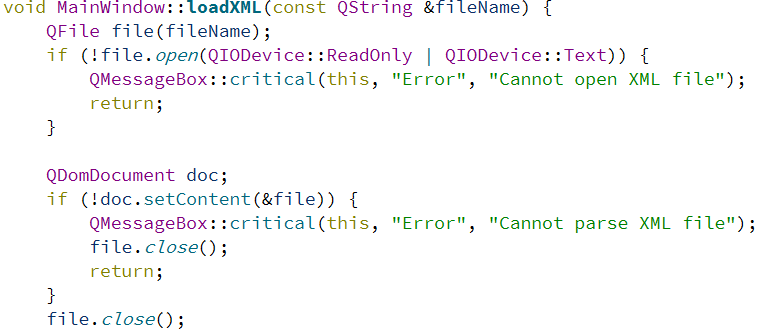 void MainWindow::loadXML(const QString &fileName) {
    QFile file(fileName);
    if (!file.open(QIODevice::ReadOnly | QIODevice::Text)) {
        QMessageBox::critical(this, "Error", "Cannot open XML file");
        return;
    }

    QDomDocument doc;
    if (!doc.setContent(&file)) {
        QMessageBox::critical(this, "Error", "Cannot parse XML file");
        file.close();
        return;
    }
    file.close();